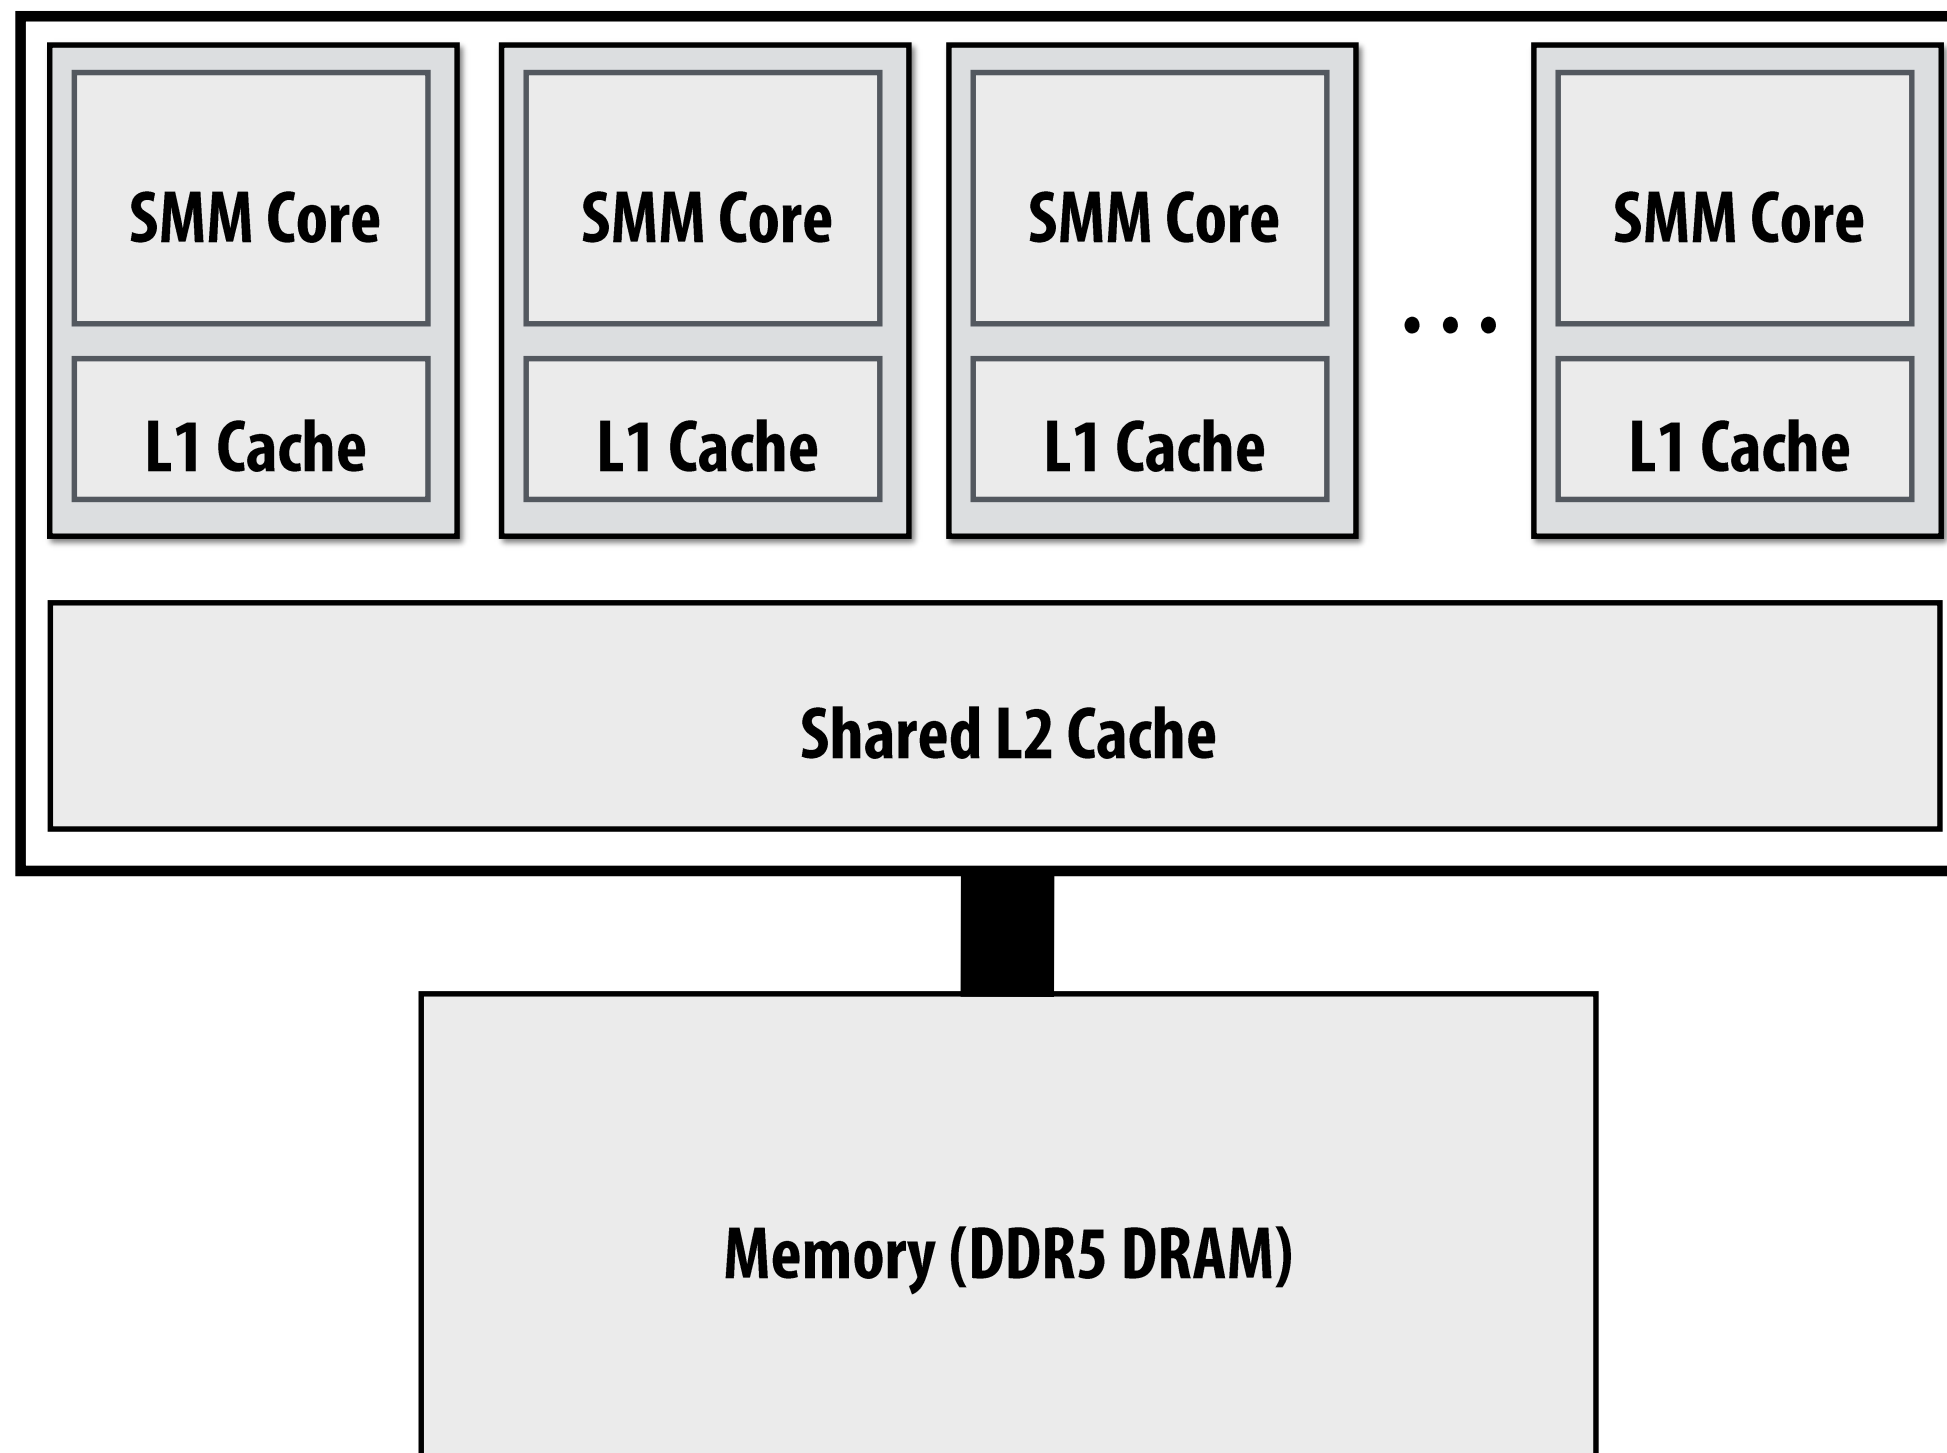 SMM Core SMM Core SMM Core ... SMM Core
L1 Cache L1 Cache L1 Cache L1 Cache
Shared L2 Cache
Memory (DDR5 DRAM)